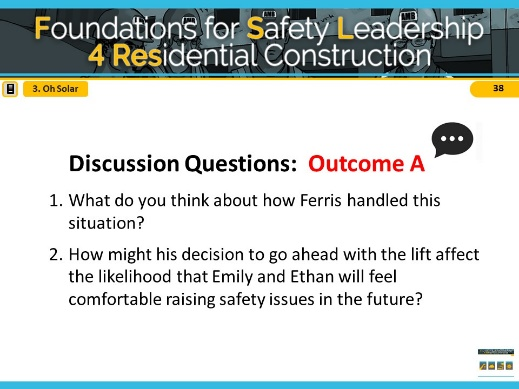 Foundations for Safety Leadership
4 Residential Construction
3. Oh Solar
38
Discussion Questions: Outcome A
1. What do you think about how Ferris handled this
situation?
2. How might his decision to go ahead with the lift affect
the likelihood that Emily and Ethan will feel
comfortable raising safety issues in the future?